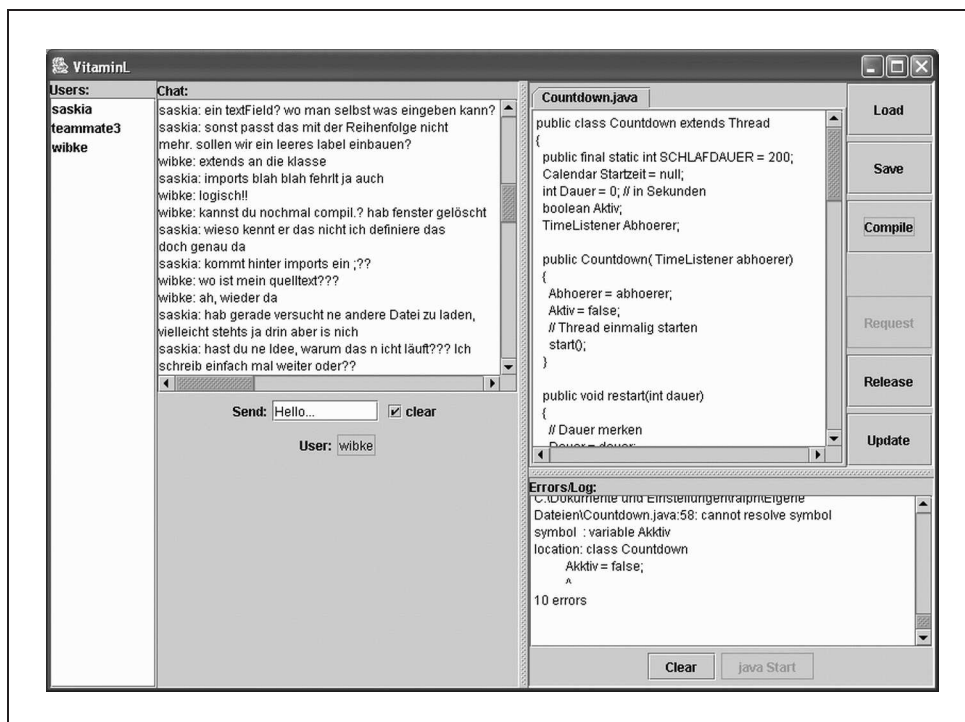 VitaminL
Users:
saskia
teammate3
wibke
Chat:
saskia: ein textField? wo man selbst was eingeben kann?
saskia: sonst passt das mit der Reihenfolge nicht
mehr. sollen wir ein leeres label einbauen?
wibke: extends an die klasse
saskia: imports blah blah fehrlt ja auch
wibke: logisch!!
wibke: kannst du nochmal compil.? hab fenster gelöscht
saskia: wieso kennt er das nicht ich definiere das
doch genau da
saskia: kommt hinter imports ein ;??
wibke: wo ist mein quelltext???
wibke: ah, wieder da
saskia: hab gerade versucht ne andere Datei zu laden,
vielleicht stehts ja drin aber is nich
saskia: hast du ne Idee, warum das n icht läuft??? Ich
schreib einfach mal weiter oder??
Send: Hello... clear
User: wibke
Countdown.java
public class Countdown extends Thread
{
public final static int SCHLAFDAUER = 200;
Calendar Startzeit = null;
int Dauer = 0; // in Sekunden
boolean Aktiv;
TimeListener Abhoerer;
public Countdown( TimeListener abhoerer)
{
Abhoerer = abhoerer;
Aktiv = false;
// Thread einmalig starten
start();
}
public void restart(int dauer)
{
// Dauer merken
Dauer = dauer;
Load
Save
Compile
Request
Release
Update
Errors/Log:
C:\Dokumente und Einstellungen\ralph\Eigene
Dateien\Countdown.java:58: cannot resolve symbol
symbol : variable Akktiv
location: class Countdown
Akktiv = false;
^
10 errors
Clear
java Start